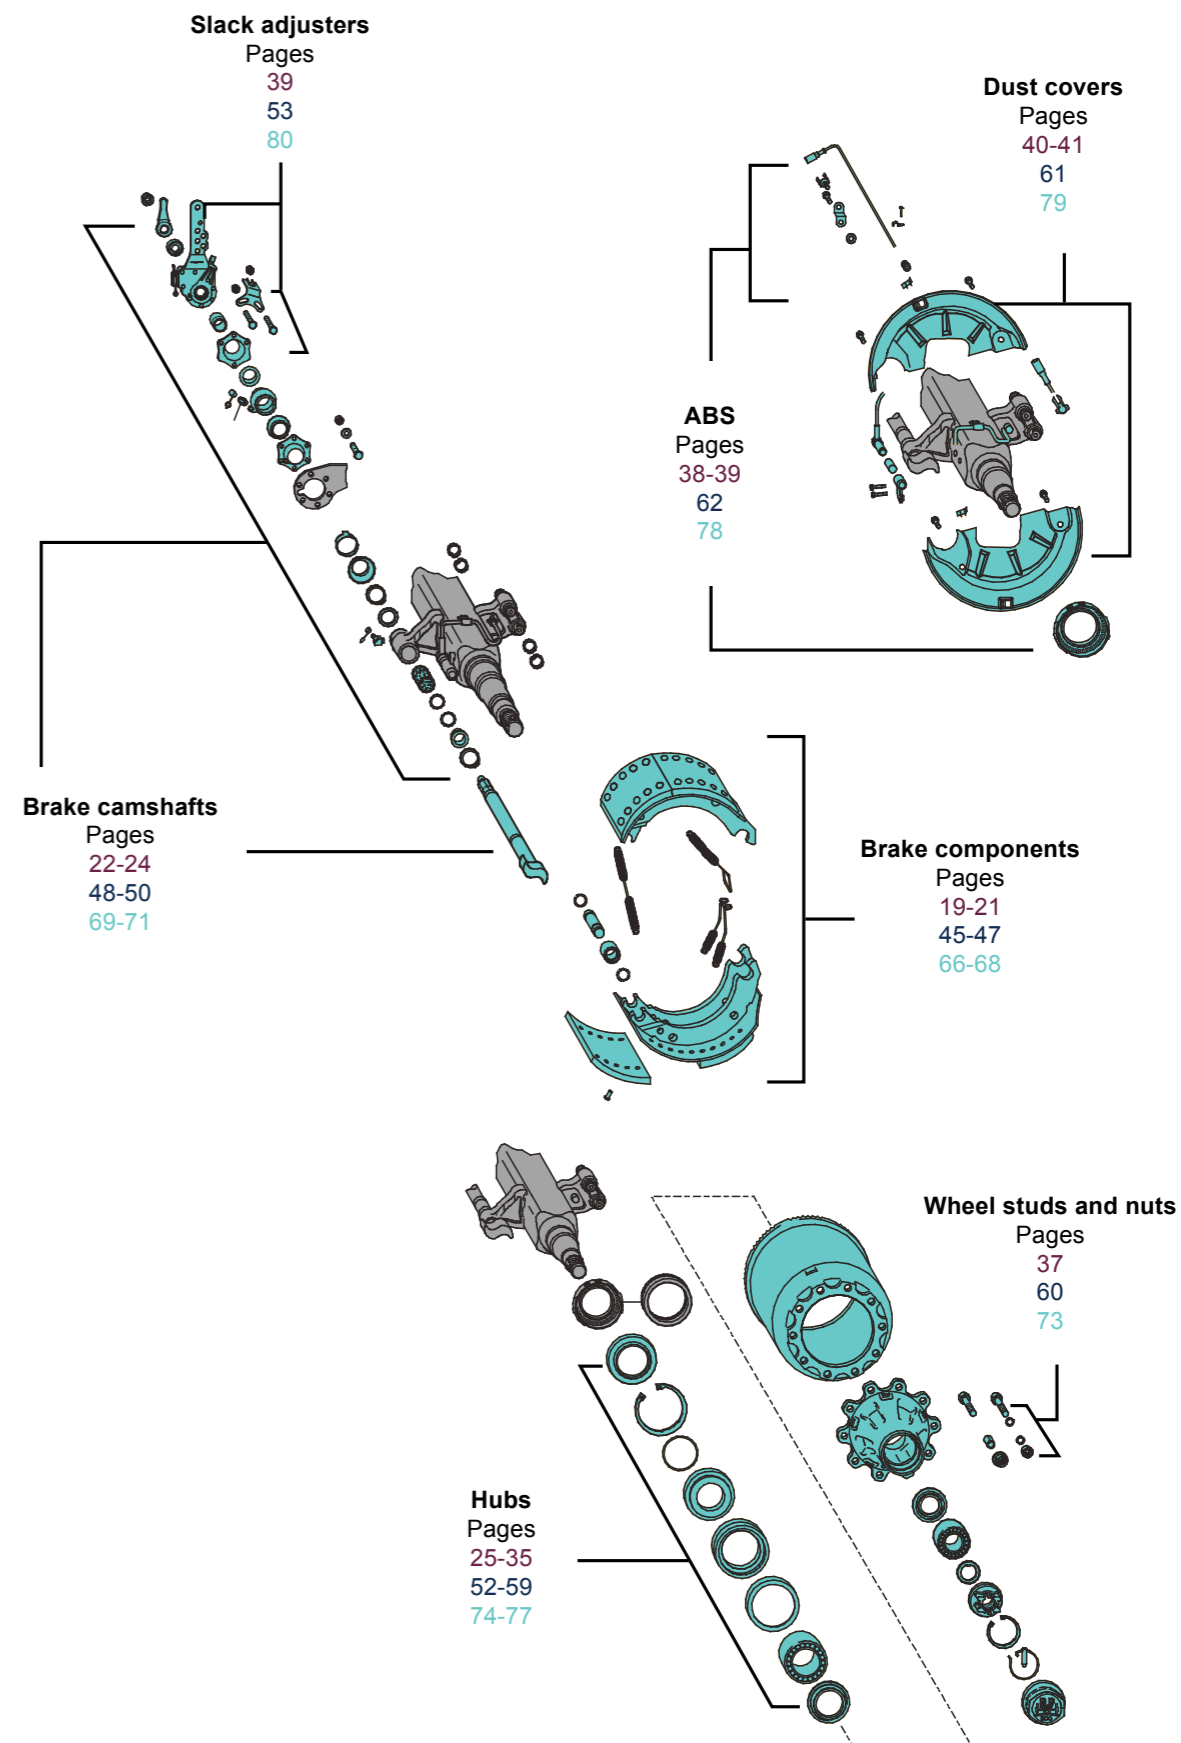 Slack adjusters
Pages
39
53
80
Dust covers
Pages
40-41
61
79
ABS
Pages
38-39
62
78
Brake camshafts
Pages
22-24
48-50
69-71
Brake components
Pages
19-21
45-47
66-68
Wheel studs and nuts
Pages
37
60
73
Hubs
Pages
25-35
52-59
74-77